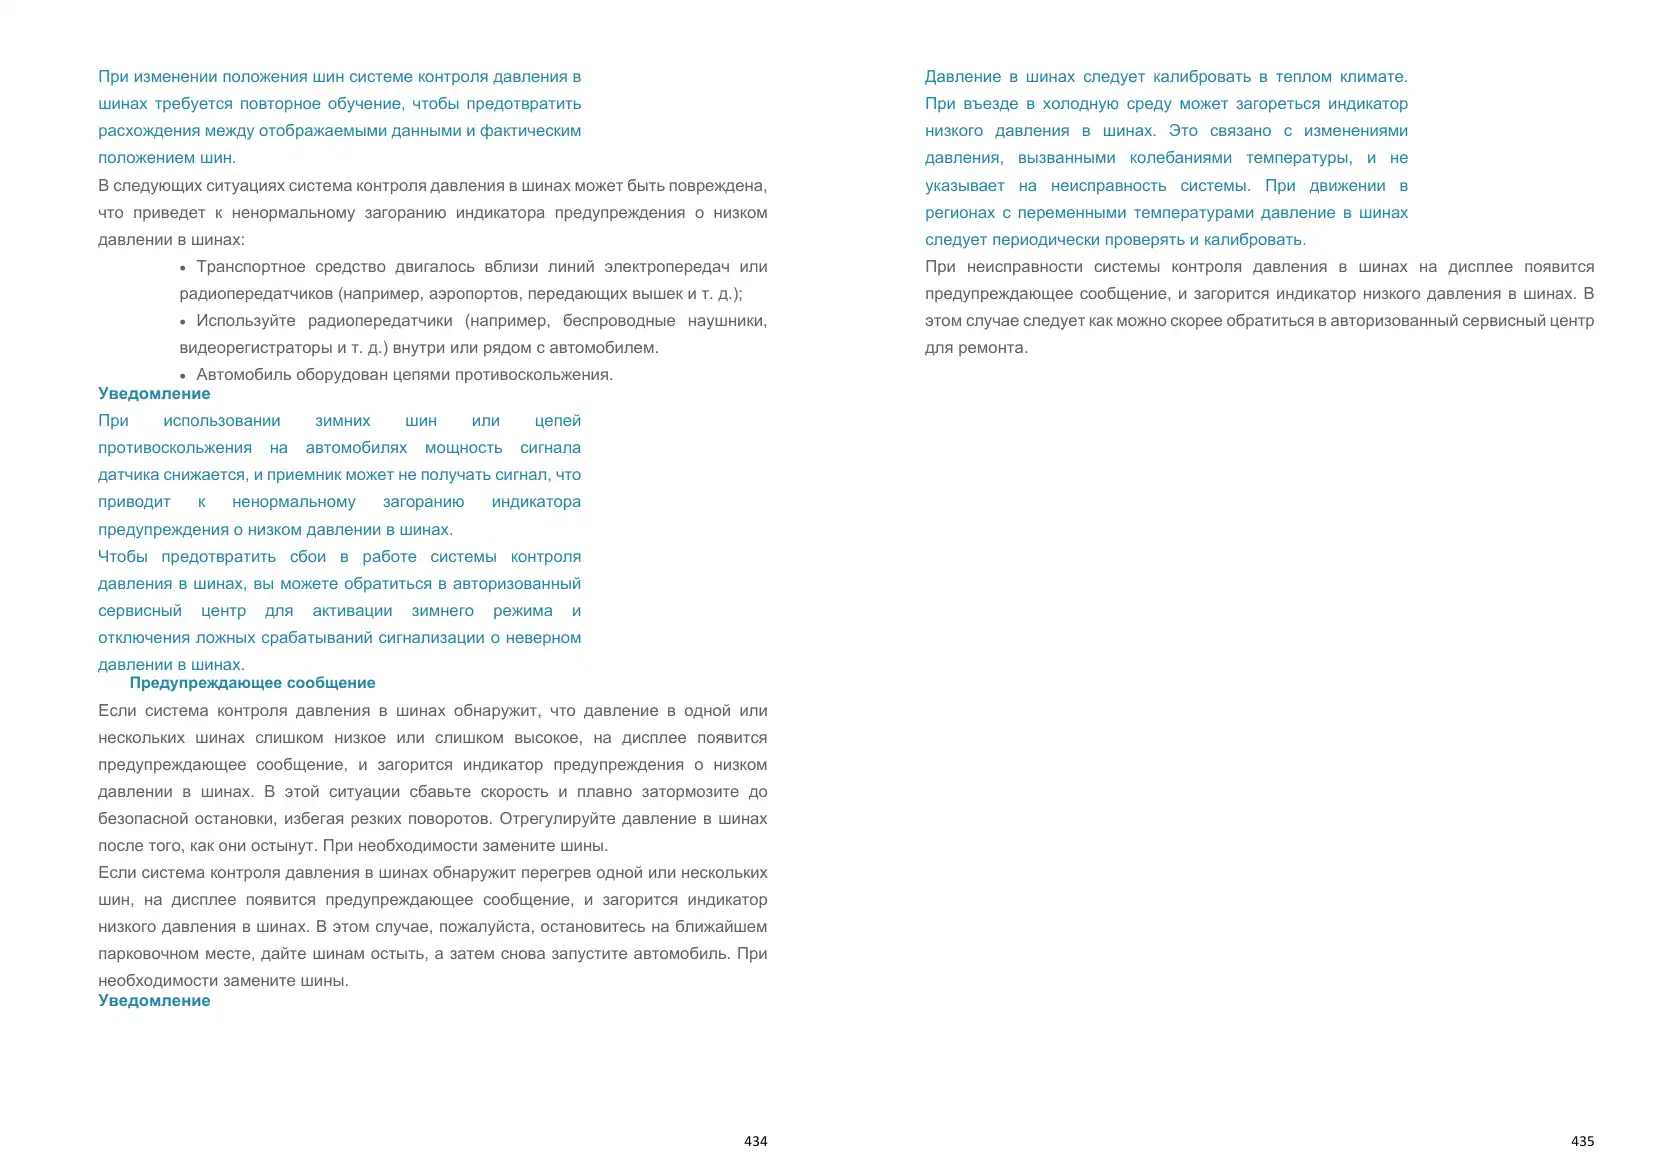 При изменении положения шин системе контроля давления в
шинах требуется повторное обучение, чтобы предотвратить
расхождения между отображаемыми данными и фактическим
положением шин.
В следующих ситуациях система контроля давления в шинах может быть повреждена,
что приведет к ненормальному загоранию индикатора предупреждения о низком
давлении в шинах:
• Транспортное средство двигалось вблизи линий электропередач или
радиопередатчиков (например, аэропортов, передающих вышек и т. д.);
• Используйте радиопередатчики (например, беспроводные наушники,
видеорегистраторы и т. д.) внутри или рядом с автомобилем.
• Автомобиль оборудован цепями противоскольжения.
Уведомление
При использовании зимних шин или цепей
противоскольжения на автомобилях мощность сигнала
датчика снижается, и приемник может не получать сигнал, что
приводит к ненормальному загоранию индикатора
предупреждения о низком давлении в шинах.
Чтобы предотвратить сбои в работе системы контроля
давления в шинах, вы можете обратиться в авторизованный
сервисный центр для активации зимнего режима и
отключения ложных срабатываний сигнализации о неверном
давлении в шинах.
Предупреждающее сообщение
Если система контроля давления в шинах обнаружит, что давление в одной или
нескольких шинах слишком низкое или слишком высокое, на дисплее появится
предупреждающее сообщение, и загорится индикатор предупреждения о низком
давлении в шинах. В этой ситуации сбавьте скорость и плавно затормозите до
безопасной остановки, избегая резких поворотов. Отрегулируйте давление в шинах
после того, как они остынут. При необходимости замените шины.
Если система контроля давления в шинах обнаружит перегрев одной или нескольких
шин, на дисплее появится предупреждающее сообщение, и загорится индикатор
низкого давления в шинах. В этом случае, пожалуйста, остановитесь на ближайшем
парковочном месте, дайте шинам остыть, а затем снова запустите автомобиль. При
необходимости замените шины.
Уведомление
434
Давление в шинах следует калибровать в теплом климате.
При въезде в холодную среду может загореться индикатор
низкого давления в шинах. Это связано с изменениями
давления, вызванными колебаниями температуры, и не
указывает на неисправность системы. При движении в
регионах с переменными температурами давление в шинах
следует периодически проверять и калибровать.
При неисправности системы контроля давления в шинах на дисплее появится
предупреждающее сообщение, и загорится индикатор низкого давления в шинах. В
этом случае следует как можно скорее обратиться в авторизованный сервисный центр
для ремонта.
435